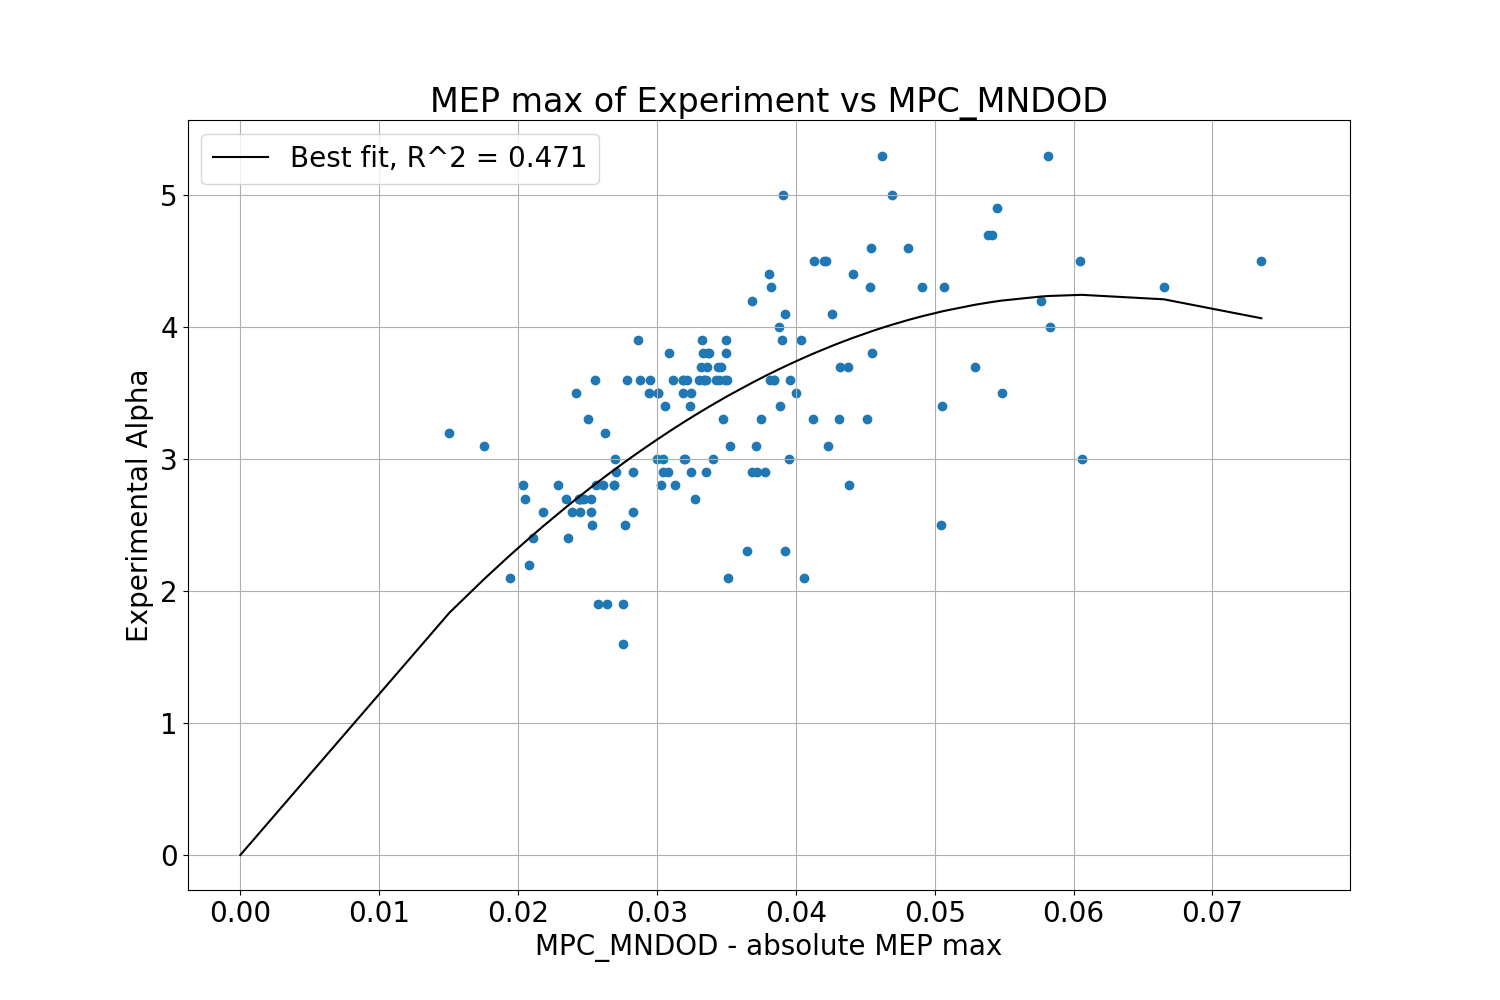 MEP max of Experiment vs MPC_MNDOD
Best fit, R^2 = 0.471
Experimental Alpha
5
4
3
2
1
0
0.00 0.01 0.02 0.03 0.04 0.05 0.06 0.07
MPC_MNDOD - absolute MEP max